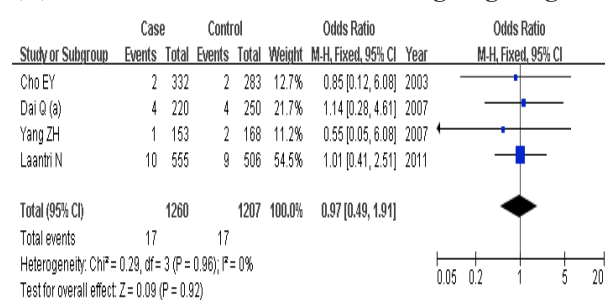 Case Control Odds Ratio Odds Ratio
Study or Subgroup Events Total Events Total Weight M-H, Fixed, 95% CI Year M-H, Fixed, 95% CI
Cho EY 2 332 2 283 12.7% 0.85 [0.12, 6.08] 2003
Dai Q (a) 4 220 4 250 21.7% 1.14 [0.28, 4.61] 2007
Yang ZH 1 153 2 168 11.2% 0.55 [0.05, 6.08] 2007
Laantri N 10 555 9 506 54.5% 1.01 [0.41, 2.51] 2011
Total (95% CI) 1260 1207 100.0% 0.97 [0.49, 1.91]
Total events 17 17
Heterogeneity: Chi² = 0.29, df = 3 (P = 0.96); I² = 0%
Test for overall effect: Z = 0.09 (P = 0.92)
0.05 0.2 1 5 20